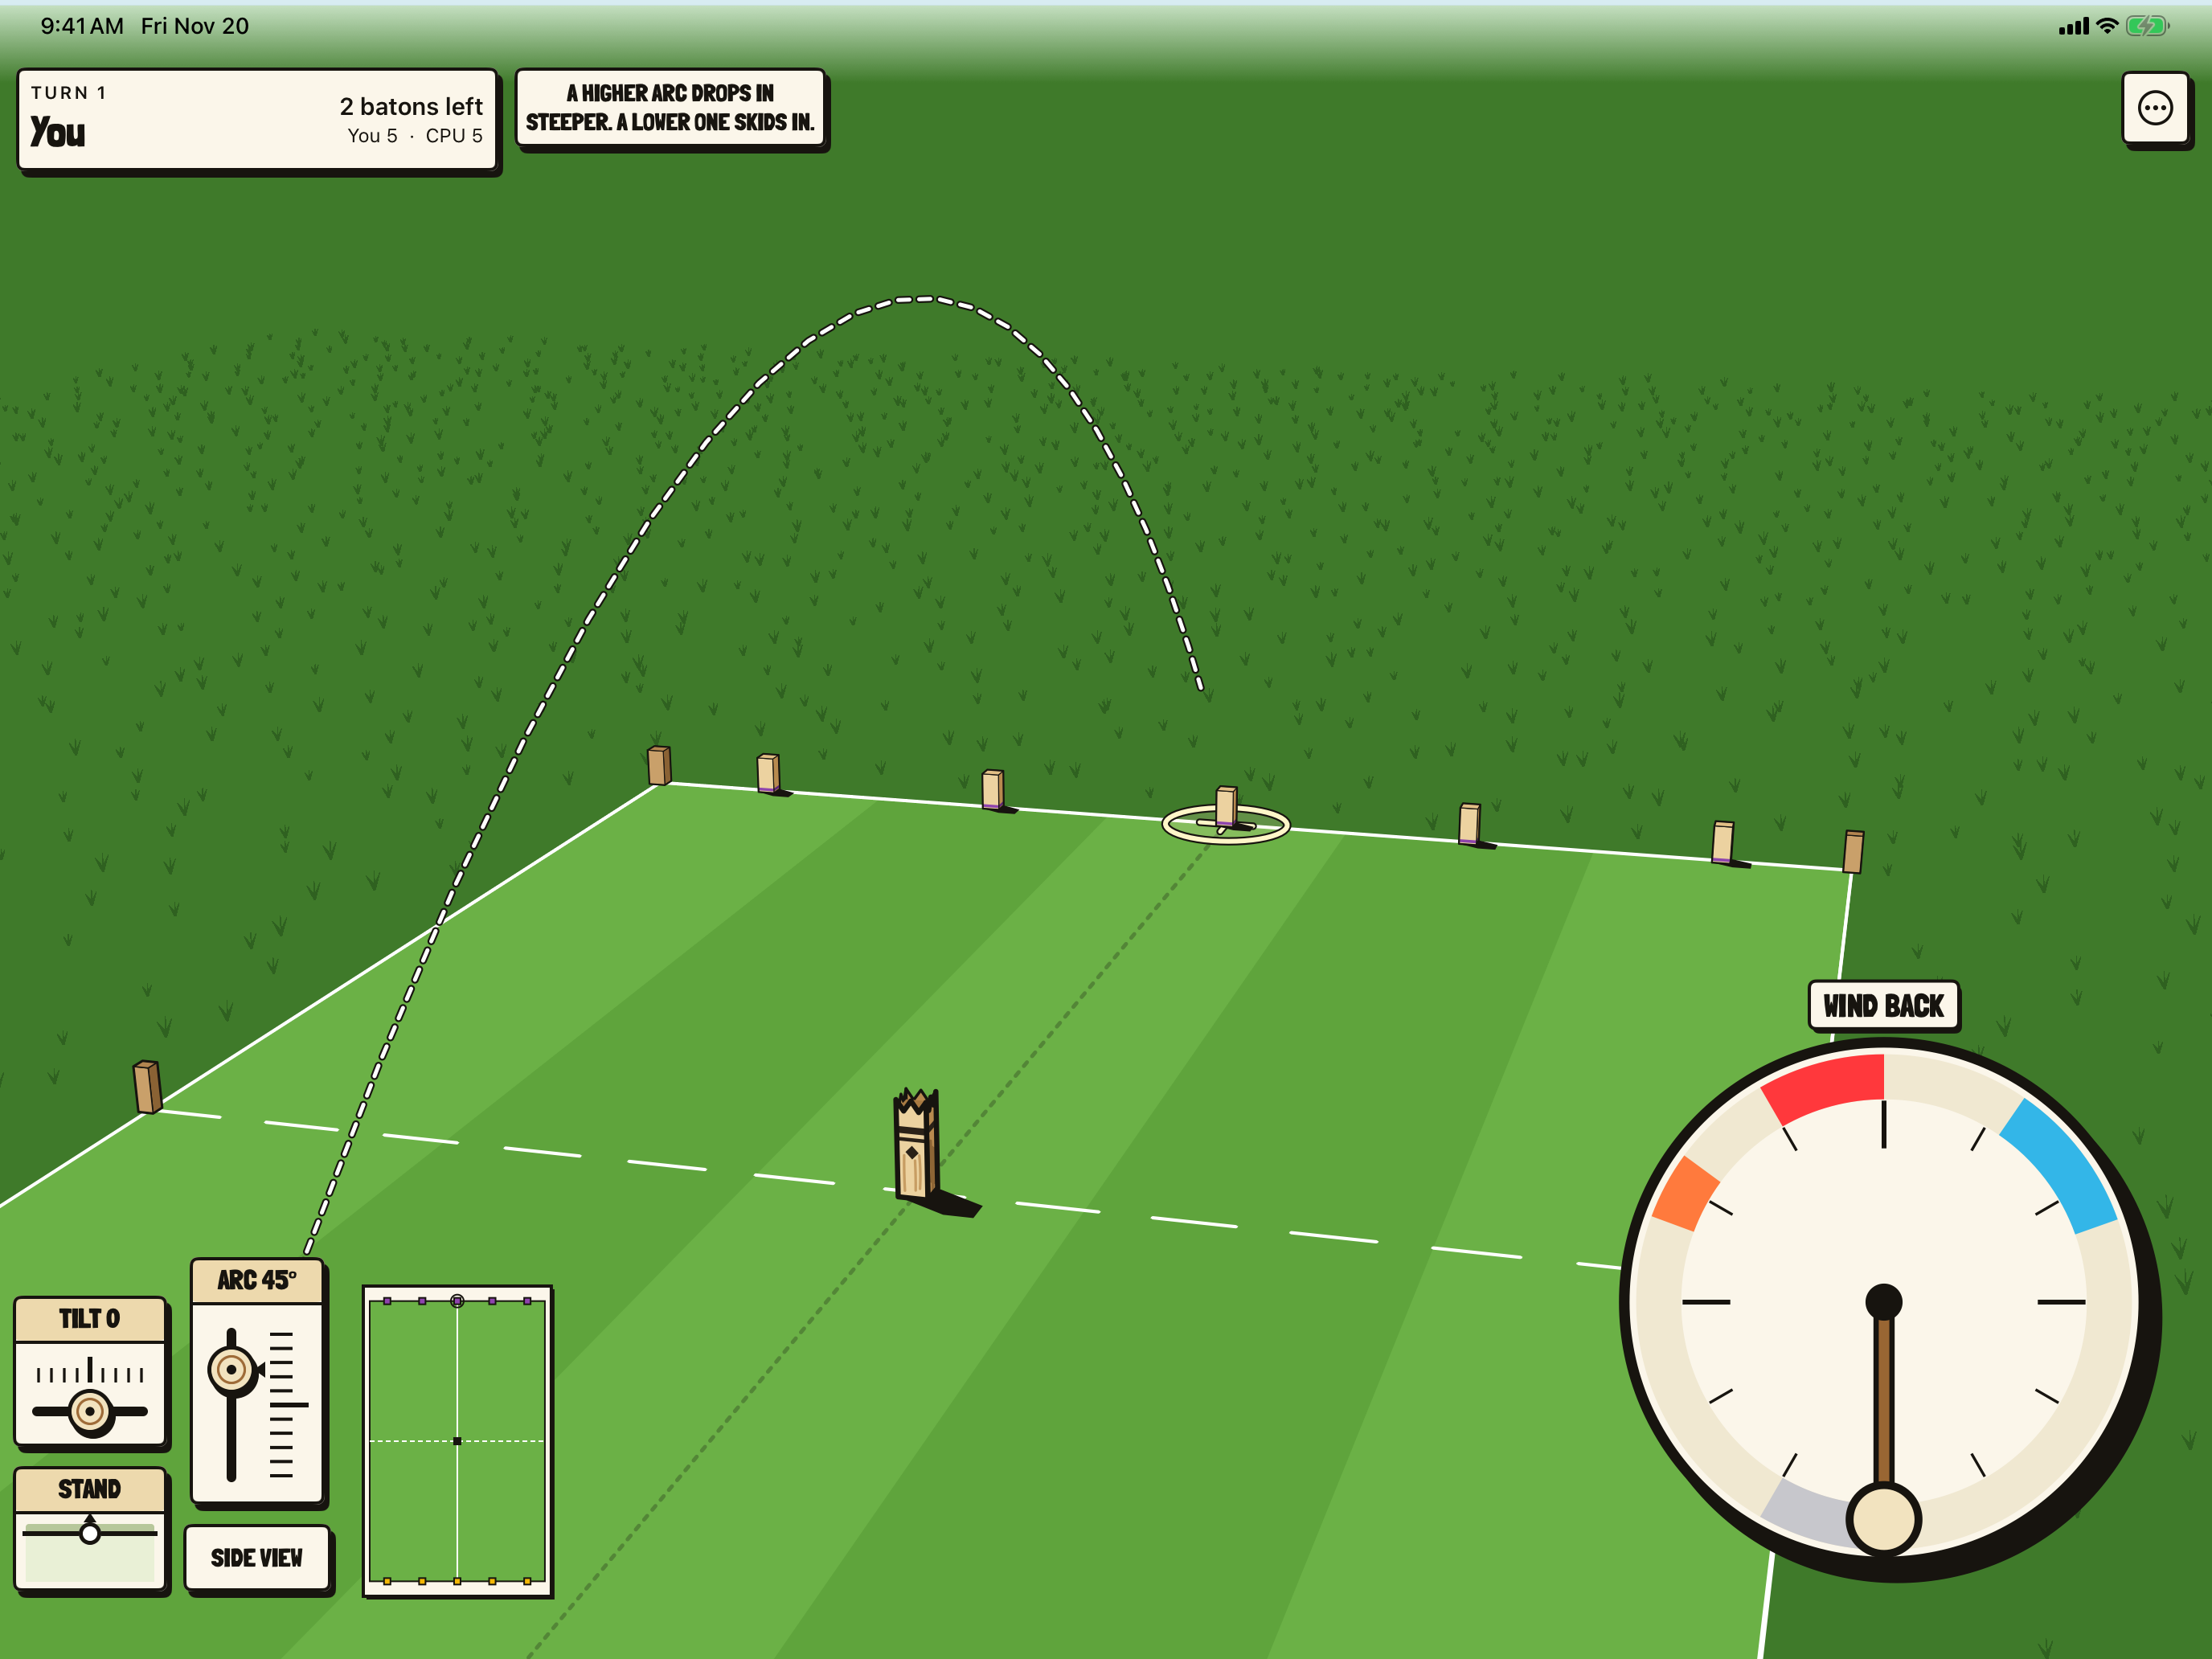 9:41 AM Fri Nov 20
TURN 1
You
2 batons left
You 5 · CPU 5
A HIGHER ARC DROPS IN
STEEPER. A LOWER ONE SKIDS IN.
WIND BACK
ARC 45°
TILT 0
STAND
SIDE VIEW